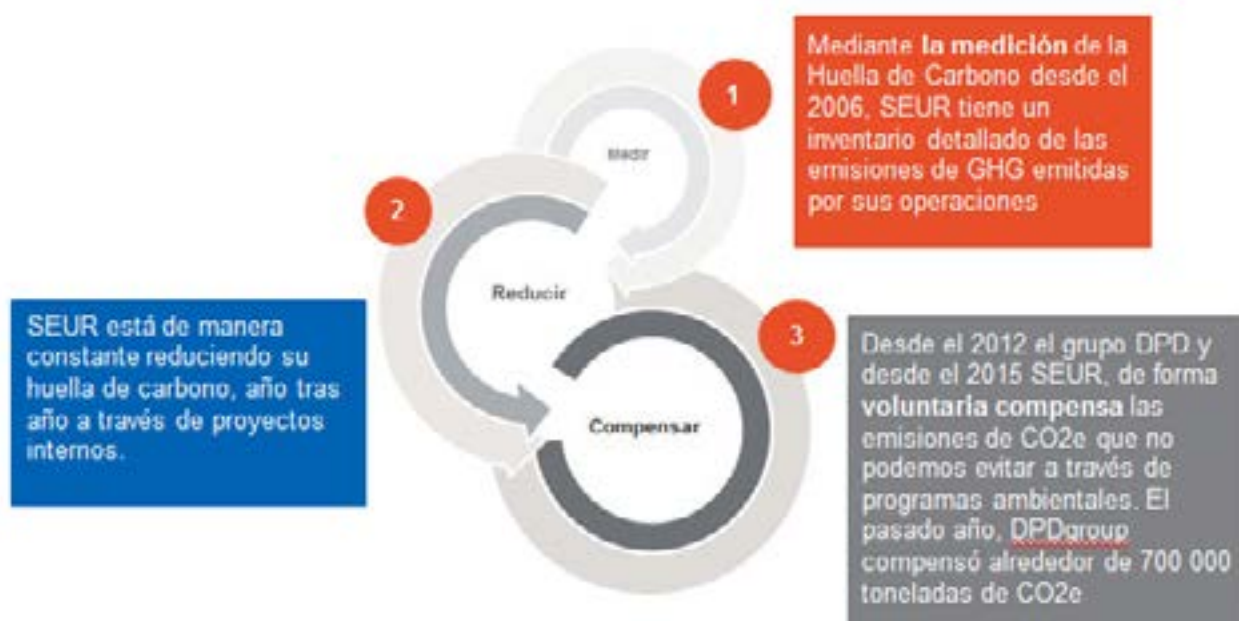 1
Mediante la medición de la
Huella de Carbono desde el
2006, SEUR tiene un
inventario detallado de las
emisiones de GHG emitidas
por sus operaciones
Medir
2
Reducir
SEUR está de manera
constante reduciendo su
huella de carbono, año tras
año a través de proyectos
internos.
3
Compensar
Desde el 2012 el grupo DPD y
desde el 2015 SEUR, de forma
voluntaria compensa las
emisiones de CO2e que no
podemos evitar a través de
programas ambientales. El
pasado año, DPDgroup
compensó alrededor de 700 000
toneladas de CO2e